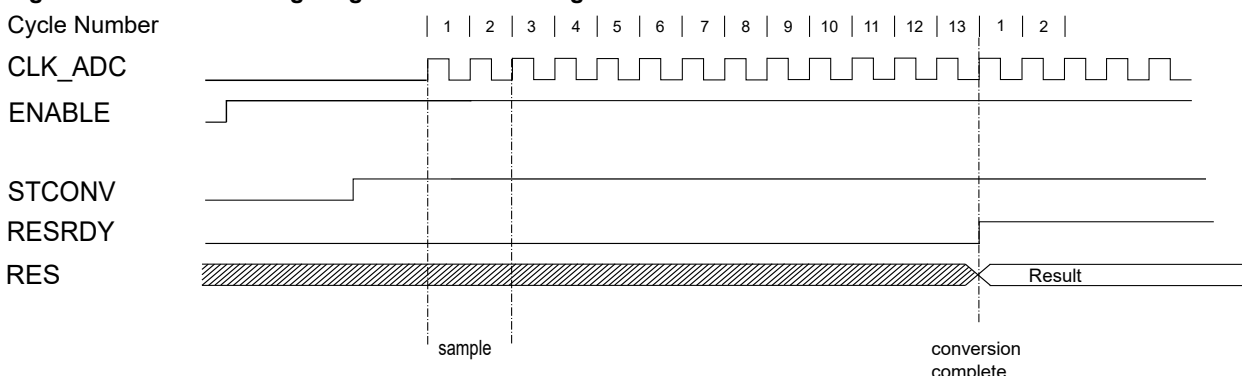 Cycle Number | 1 | 2 | 3 | 4 | 5 | 6 | 7 | 8 | 9 | 10 | 11 | 12 | 13 | 1 | 2 |
CLK_ADC
ENABLE
STCONV
RESRDY
RES
Result
sample
conversion
complete